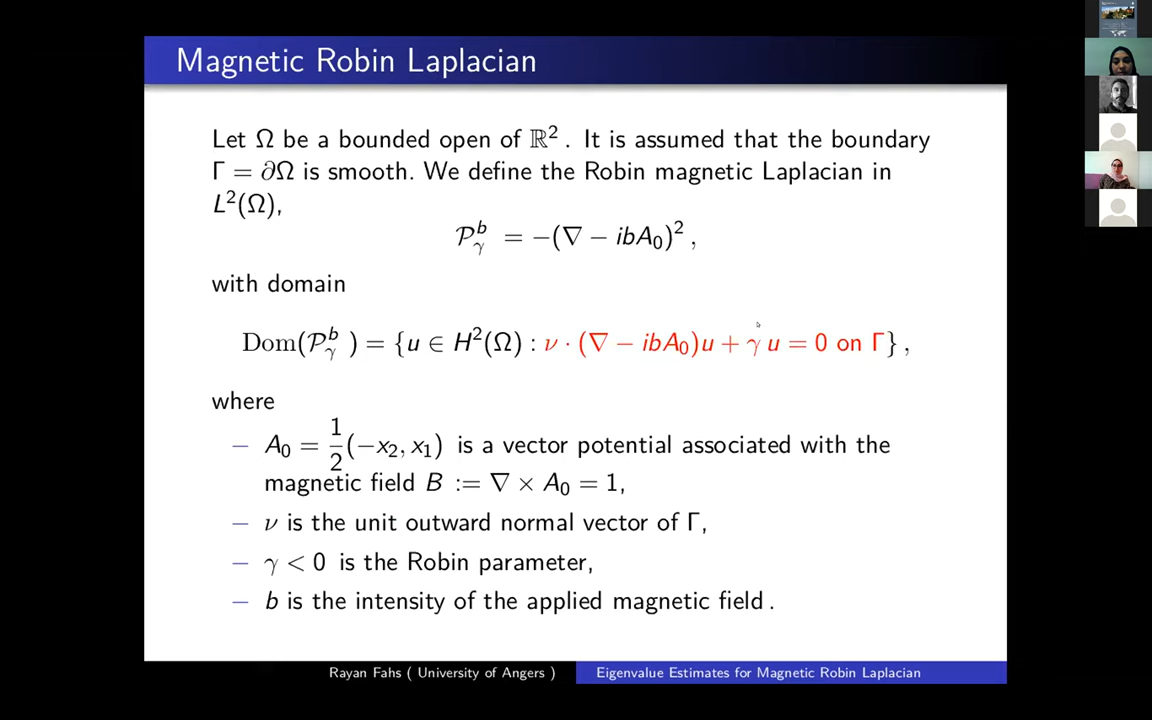 Magnetic Robin Laplacian
Let Ω be a bounded open of ℝ². It is assumed that the boundary
Γ = ∂Ω is smooth. We define the Robin magnetic Laplacian in
L²(Ω),
𝒫_γ^b = −(∇ − ibA₀)² ,
with domain
Dom(𝒫_γ^b ) = {u ∈ H²(Ω) : ν · (∇ − ibA₀)u + γ u = 0 on Γ} ,
where
– A₀ = 1/2(−x₂, x₁) is a vector potential associated with the
magnetic field B := ∇ × A₀ = 1,
– ν is the unit outward normal vector of Γ,
– γ < 0 is the Robin parameter,
– b is the intensity of the applied magnetic field .
Rayan Fahs ( University of Angers )
Eigenvalue Estimates for Magnetic Robin Laplacian